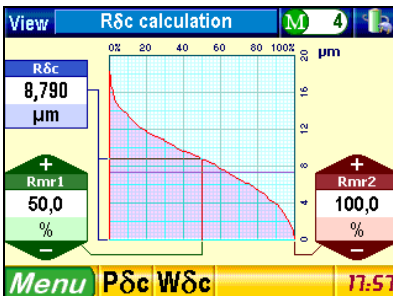 View Rδc calculation M 4
0% 20 40 60 80 100% µm
20
Rδc
8,790
µm
16
12
8
4
0
+ +
Rmr1 Rmr2
50,0 100,0
% %
− −
Menu Pδc Wδc 17:57